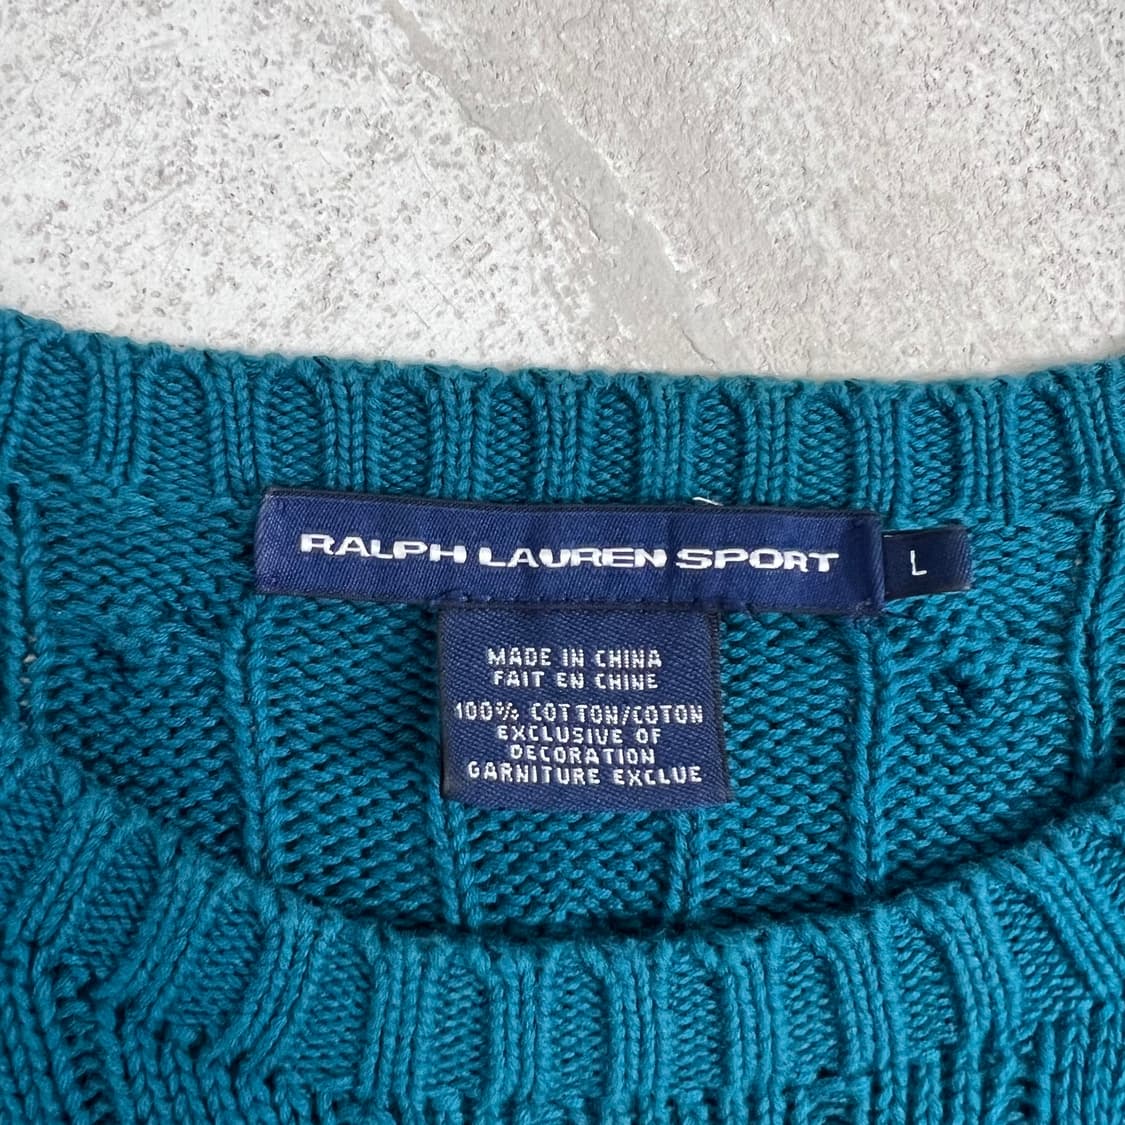 RALPH LAUREN SPORT
L
MADE IN CHINA
FAIT EN CHINE
100% COTTON/COTON
EXCLUSIVE OF
DECORATION
GARNITURE EXCLUE